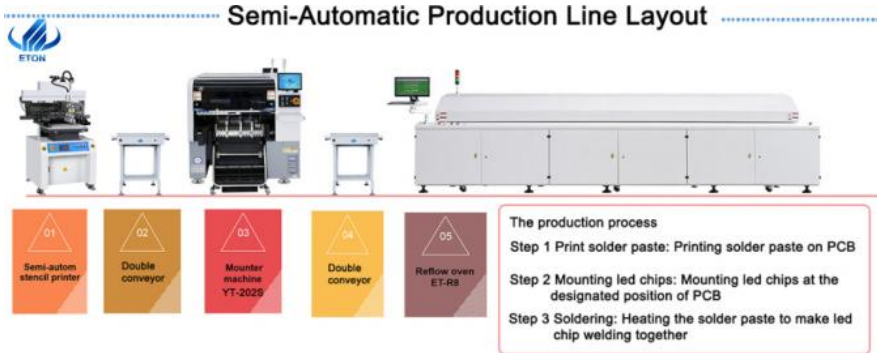 Semi-Automatic Production Line Layout
ETON
01
Semi-autom
stencil printer
02
Double
conveyor
03
Mounter
machine
YT-202S
04
Double
conveyor
05
Reflow oven
ET-R8
The production process
Step 1 Print solder paste: Printing solder paste on PCB
Step 2 Mounting led chips: Mounting led chips at the
designated position of PCB
Step 3 Soldering: Heating the solder paste to make led
chip welding together